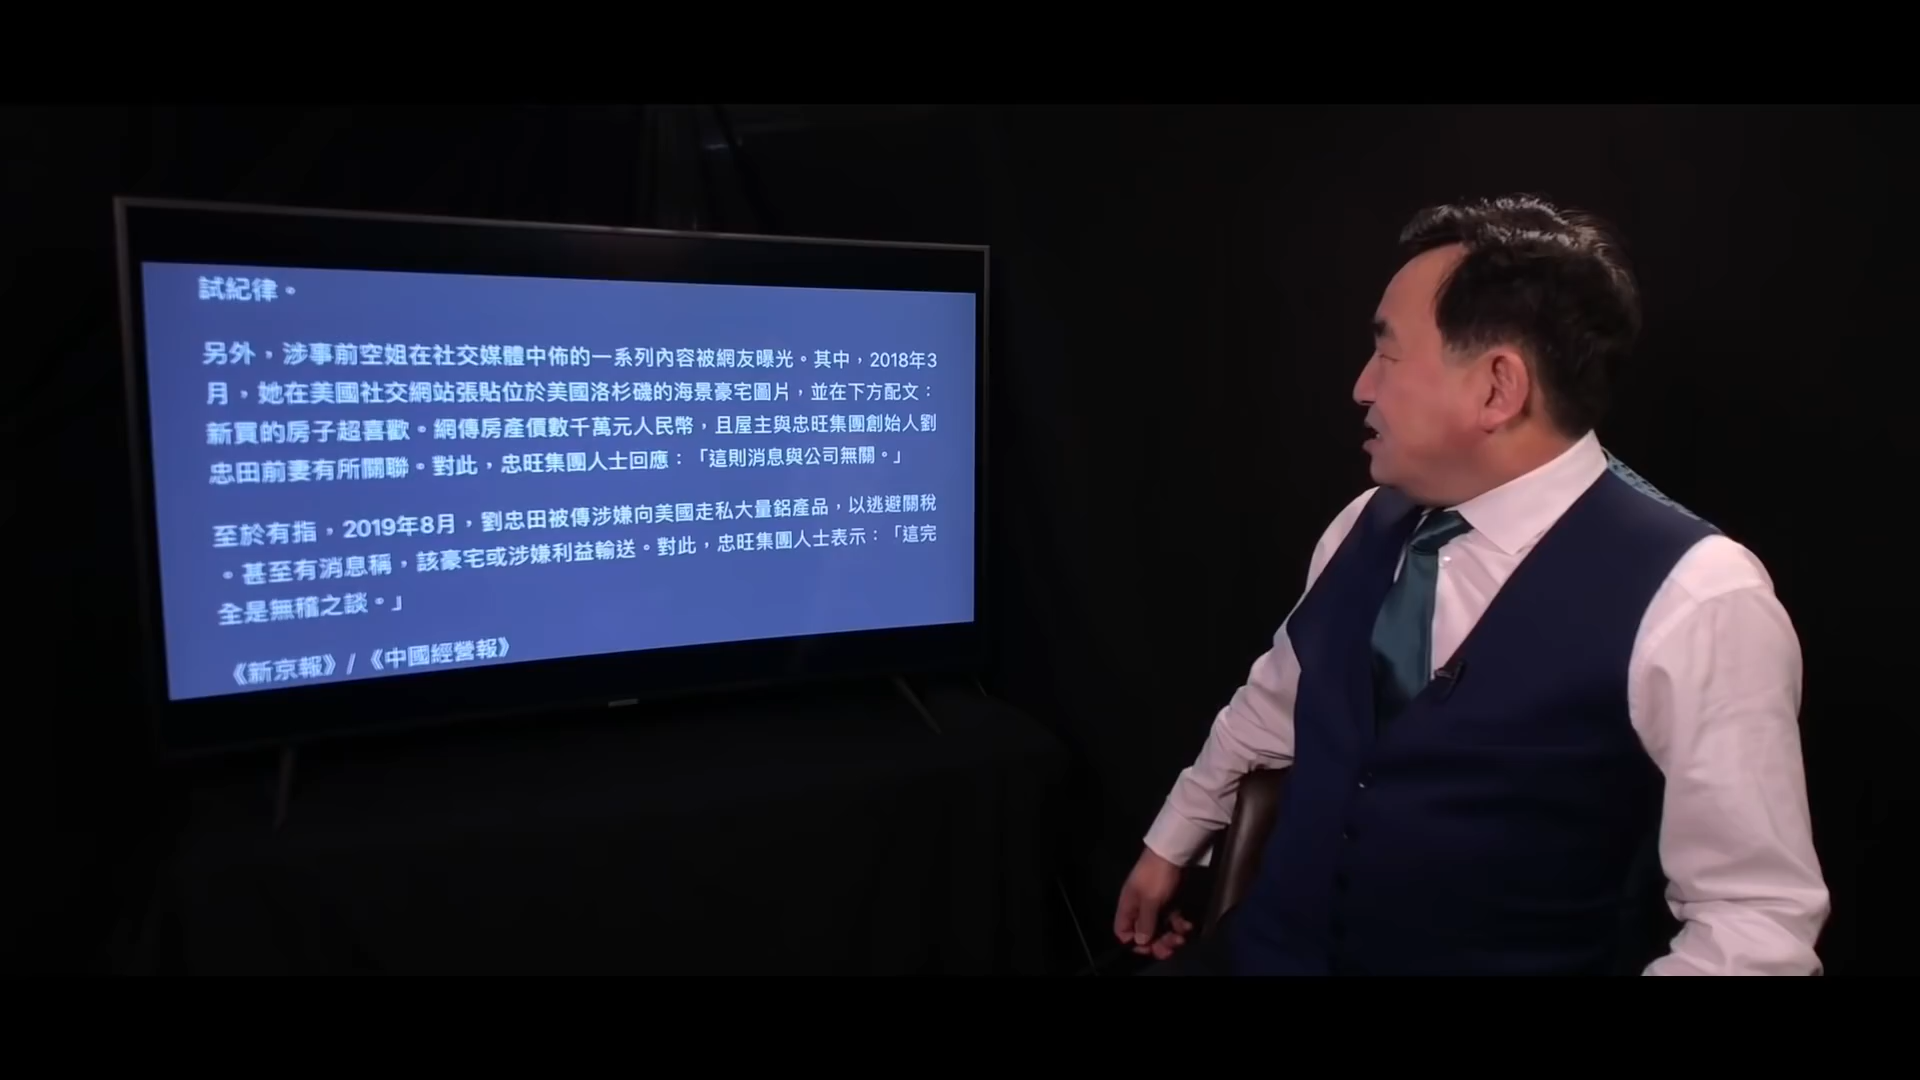 試紀律。
另外，涉事前空姐在社交媒體中佈的一系列內容被網友曝光。其中，2018年3
月，她在美國社交網站張貼位於美國洛杉磯的海景豪宅圖片，並在下方配文：
新買的房子超喜歡。網傳房產價數千萬元人民幣，且屋主與忠旺集團創始人劉
忠田前妻有所關聯。對此，忠旺集團人士回應：「這則消息與公司無關。」
至於有指，2019年8月，劉忠田被傳涉嫌向美國走私大量鋁產品，以逃避關稅
。甚至有消息稱，該豪宅或涉嫌利益輸送。對此，忠旺集團人士表示：「這完
全是無稽之談。」
《新京報》/《中國經營報》